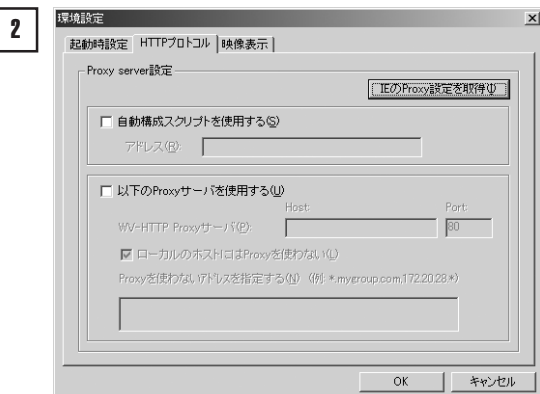 2
環境設定
起動時設定 HTTPプロトコル 映像表示
Proxy server設定
IEのProxy設定を取得(I)
自動構成スクリプトを使用する(S)
アドレス(R):
以下のProxyサーバを使用する(U)
Host: Port:
WV-HTTP Proxyサーバ(P): 80
ローカルのホストにはProxyを使わない(L)
Proxyを使わないアドレスを指定する(N) (例: *.mygroup.com,172.20.28.*)
OK キャンセル